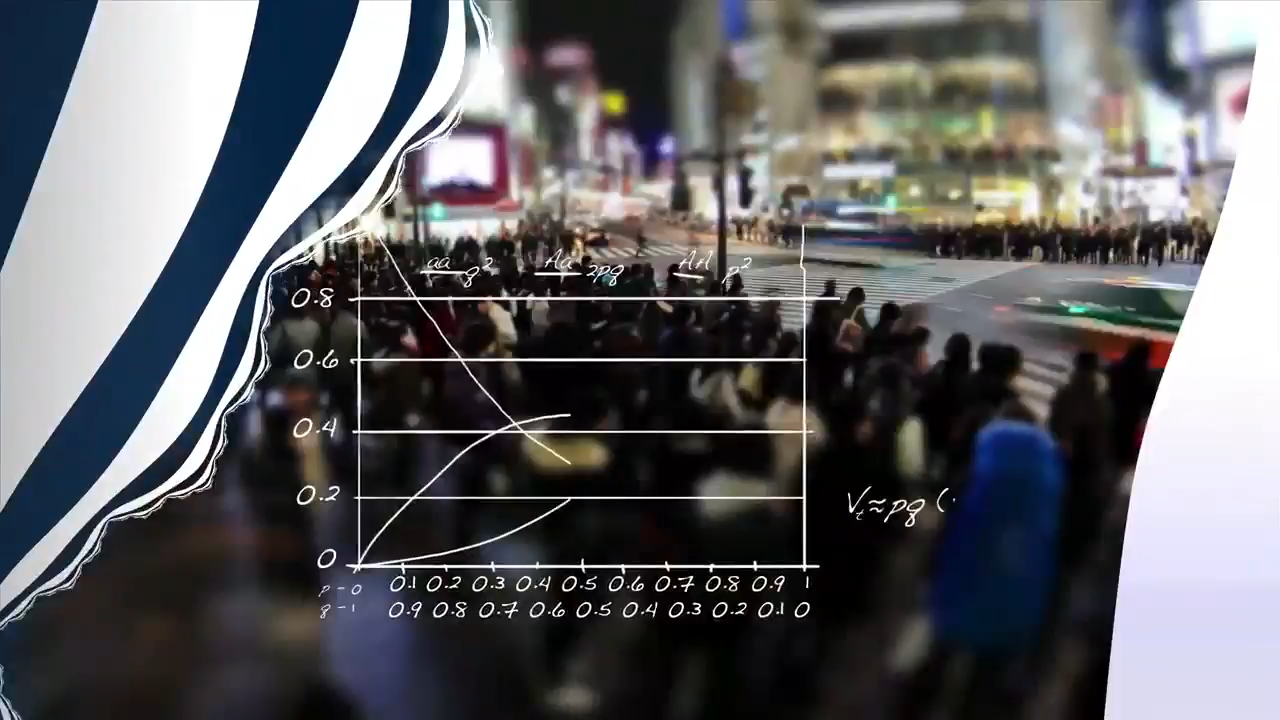 aa q² Aa 2pq AA p²
0.8
0.6
0.4
0.2
0
p-0 0.1 0.2 0.3 0.4 0.5 0.6 0.7 0.8 0.9 1
q-1 0.9 0.8 0.7 0.6 0.5 0.4 0.3 0.2 0.1 0
Vₜ≈pq (